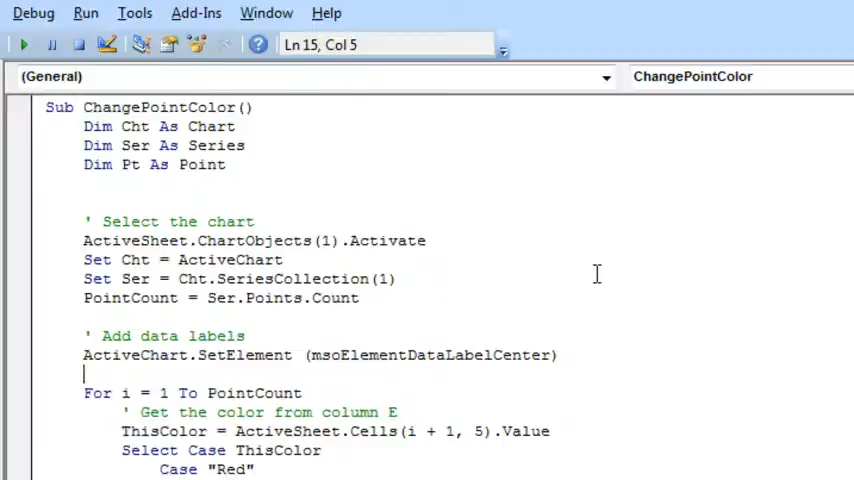 Debug Run Tools Add-Ins Window Help
Ln 15, Col 5
(General) ChangePointColor
Sub ChangePointColor()
Dim Cht As Chart
Dim Ser As Series
Dim Pt As Point
' Select the chart
ActiveSheet.ChartObjects(1).Activate
Set Cht = ActiveChart
Set Ser = Cht.SeriesCollection(1)
PointCount = Ser.Points.Count
' Add data labels
ActiveChart.SetElement (msoElementDataLabelCenter)
For i = 1 To PointCount
' Get the color from column E
ThisColor = ActiveSheet.Cells(i + 1, 5).Value
Select Case ThisColor
Case "Red"